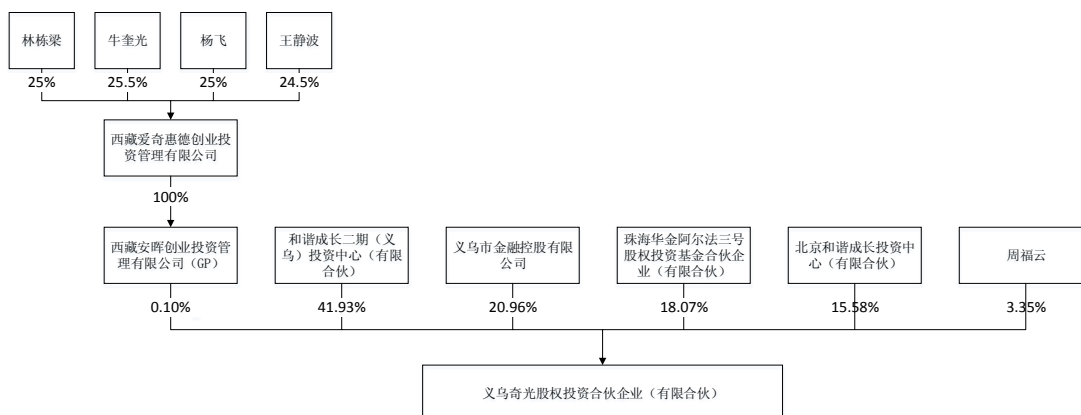 林栋梁
牛奎光
杨飞
王静波
25%
25.5%
25%
24.5%
西藏爱奇惠德创业投
资管理有限公司
100%
西藏安晖创业投资管
理有限公司（GP）
和谐成长二期（义
乌）投资中心（有限
合伙）
义乌市金融控股有限
公司
珠海华金阿尔法三号
股权投资基金合伙企
业（有限合伙）
北京和谐成长投资中
心（有限合伙）
周福云
0.10%
41.93%
20.96%
18.07%
15.58%
3.35%
义乌奇光股权投资合伙企业（有限合伙）